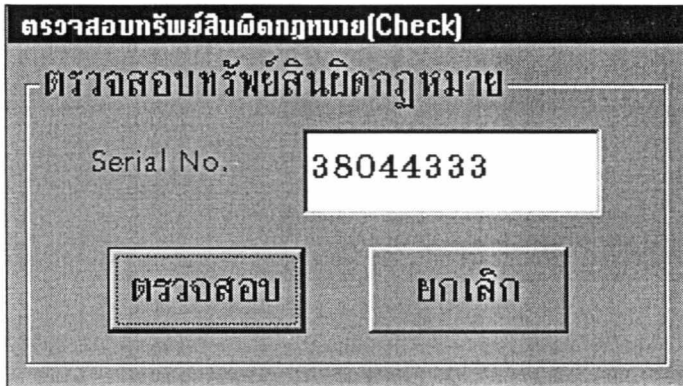 ตรวจสอบทรัพย์สินผิดกฎหมาย(Check)
ตรวจสอบทรัพย์สินผิดกฎหมาย
Serial No. 38044333
ตรวจสอบ ยกเลิก